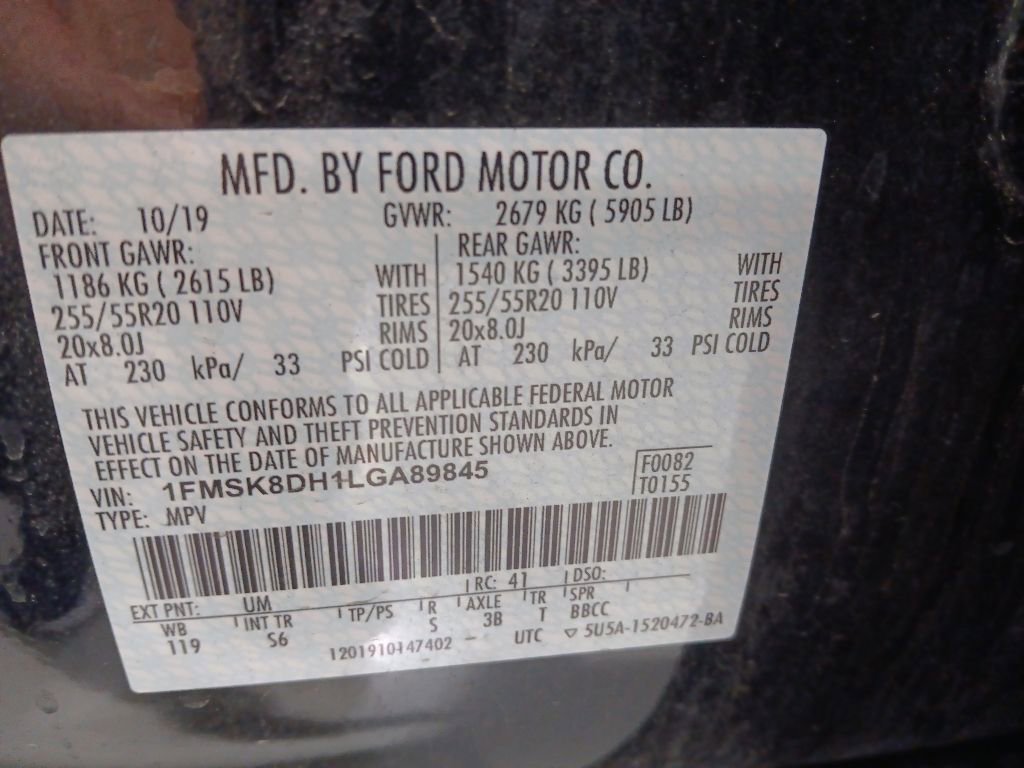 MFD. BY FORD MOTOR CO.
DATE: 10/19 GVWR: 2679 KG ( 5905 LB)
FRONT GAWR: REAR GAWR:
1186 KG ( 2615 LB) WITH 1540 KG ( 3395 LB) WITH
255/55R20 110V TIRES 255/55R20 110V TIRES
20x8.0J RIMS 20x8.0J RIMS
AT 230 kPa/ 33 PSI COLD AT 230 kPa/ 33 PSI COLD
THIS VEHICLE CONFORMS TO ALL APPLICABLE FEDERAL MOTOR
VEHICLE SAFETY AND THEFT PREVENTION STANDARDS IN
EFFECT ON THE DATE OF MANUFACTURE SHOWN ABOVE.
VIN: 1FMSK8DH1LGA89845 F0082
TYPE: MPV T0155
EXT PNT: UM RC: 41 DSO:
WB INT TR TP/PS R AXLE TR SPR
119 S6 S 3B T BBCC
1201910147402 - UTC ▽ 5U5A-1520472-BA